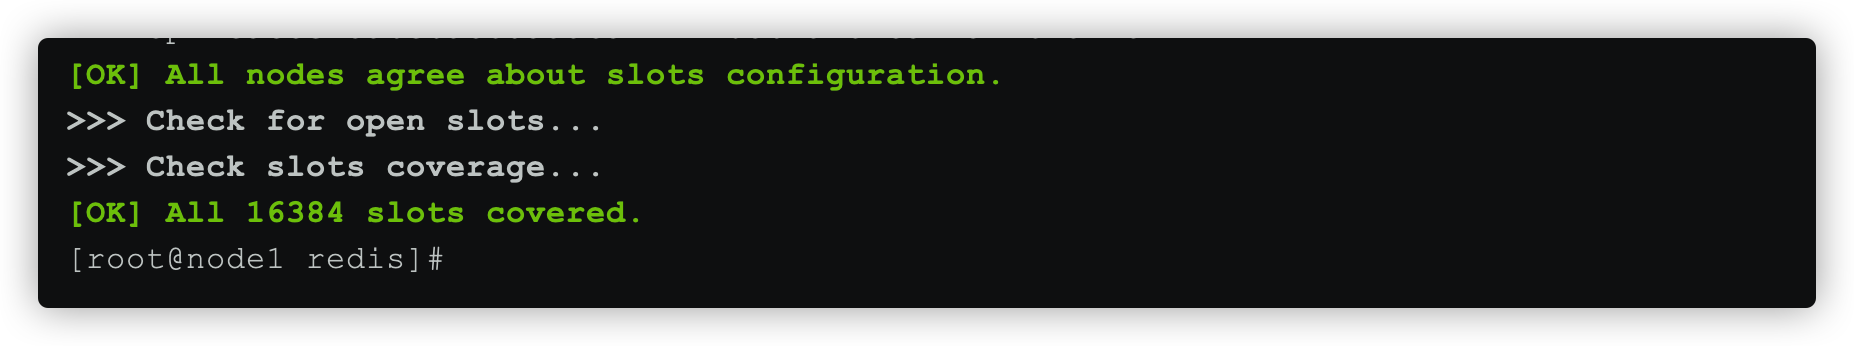 [OK] All nodes agree about slots configuration.
>>> Check for open slots...
>>> Check slots coverage...
[OK] All 16384 slots covered.
[root@node1 redis]#